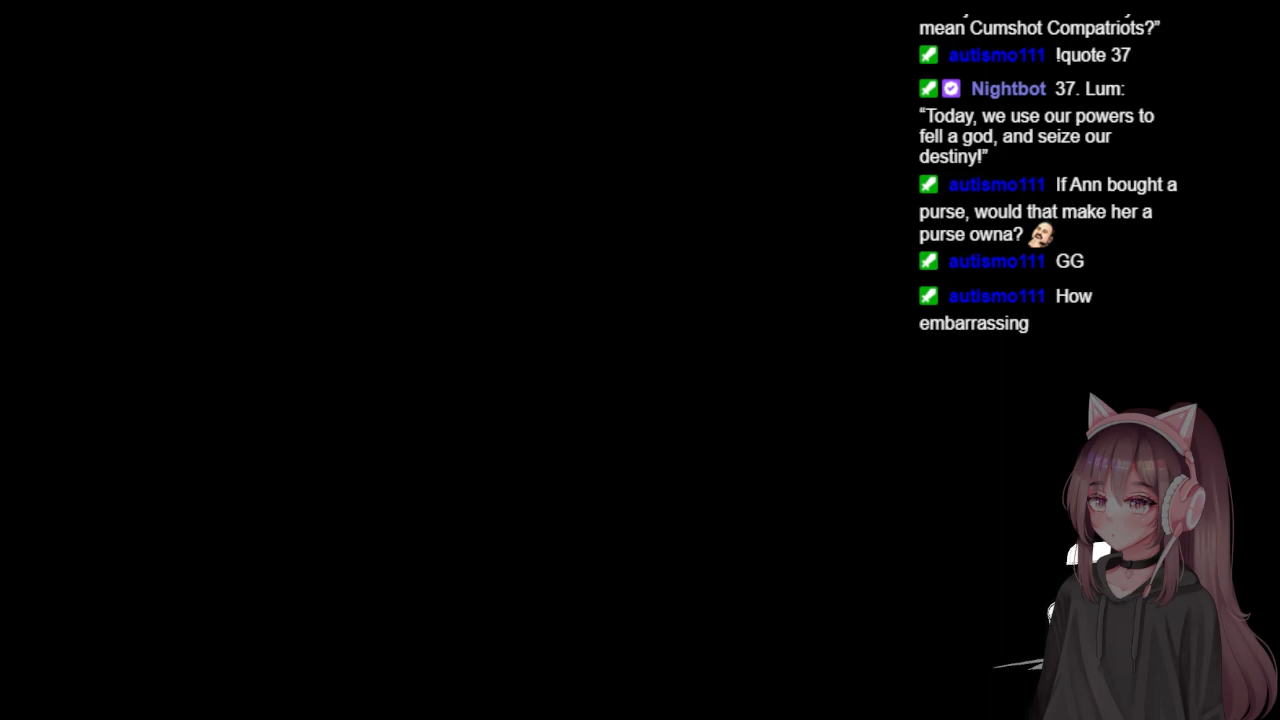 mean Cumshot Compatriots?”
autismo111 !quote 37
Nightbot 37. Lum:
“Today, we use our powers to
fell a god, and seize our
destiny!”
autismo111 If Ann bought a
purse, would that make her a
purse owna?
autismo111 GG
autismo111 How
embarrassing